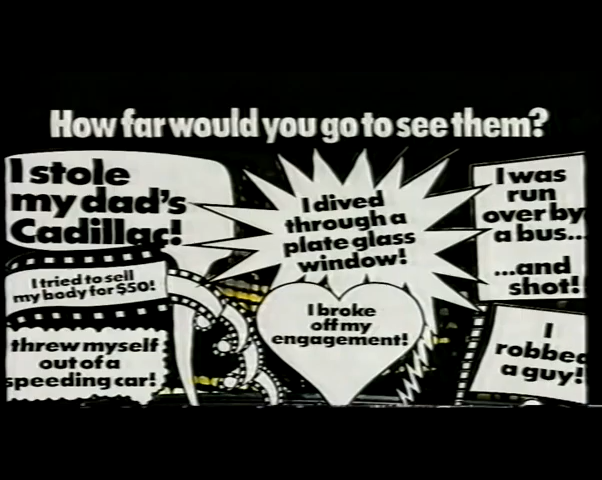 How far would you go to see them?
I stole
my dad's
Cadillac!
I dived
through a
plate glass
window!
I was
run
over by
a bus...
...and
shot!
I tried to sell
my body for $50!
I broke
off my
engagement!
threw myself
out of a
speeding car!
I
robbed
a guy!